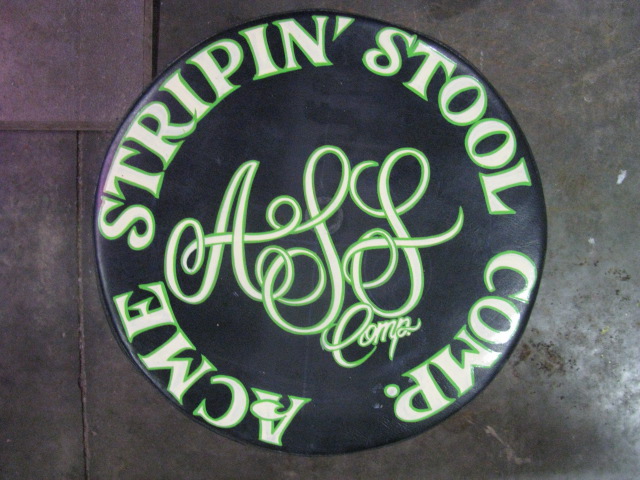 ACME STRIPIN' STOOL COMP.
ASS
Comp.